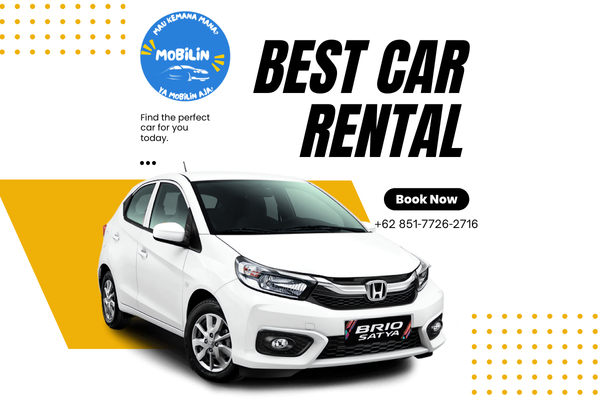 MAU KEMANA MANA?
MOBILIN
YA MOBILIN AJA!
BEST CAR
RENTAL
Find the perfect
car for you
today.
Book Now
+62 851-7726-2716
BRIO
SATYA